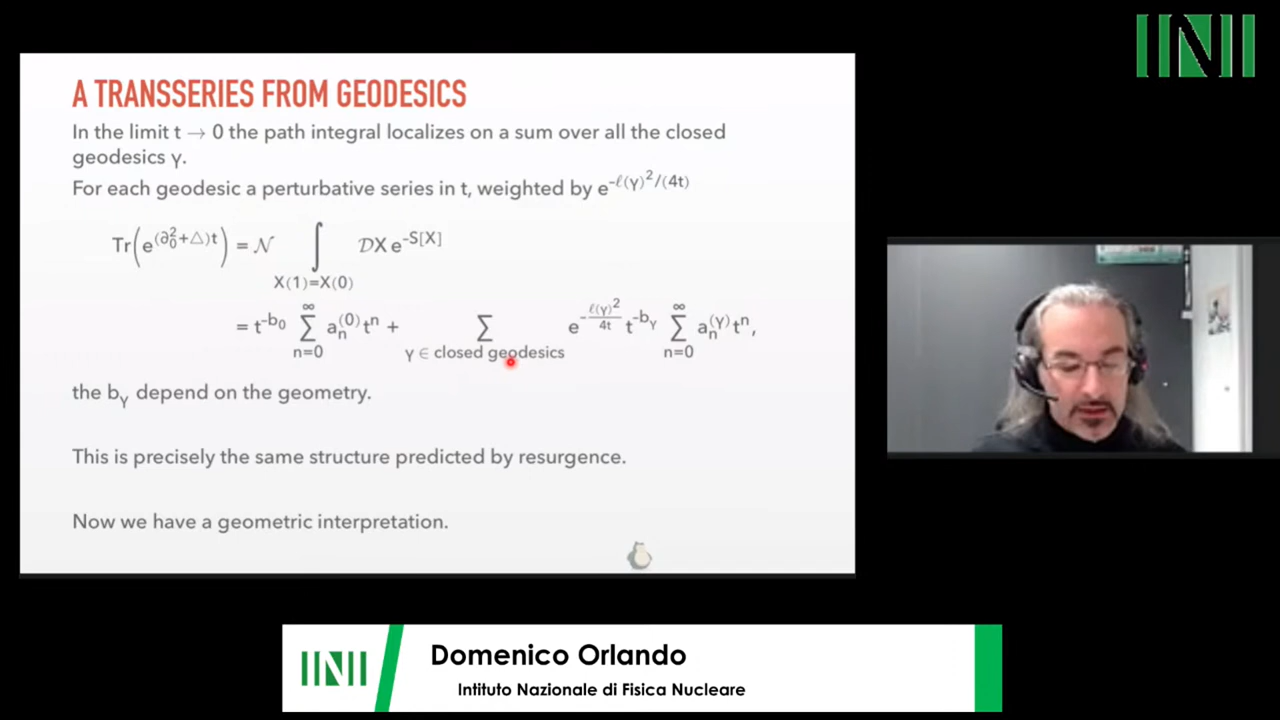 INI
A TRANSSERIES FROM GEODESICS
In the limit t → 0 the path integral localizes on a sum over all the closed
geodesics γ.
For each geodesic a perturbative series in t, weighted by e^{-ℓ(γ)²/(4t)}
Tr(e^{(∂₀²+△)t}) = 𝒩 ∫_{X(1)=X(0)} 𝒟X e^{-S[X]}
= t^{-b₀} ∑_{n=0}^{∞} a_n^{(0)} t^n + ∑_{γ ∈ closed geodesics} e^{-ℓ(γ)²/4t} t^{-b_γ} ∑_{n=0}^{∞} a_n^{(γ)} t^n,
the b_γ depend on the geometry.
This is precisely the same structure predicted by resurgence.
Now we have a geometric interpretation.
INI
Domenico Orlando
Intituto Nazionale di Fisica Nucleare